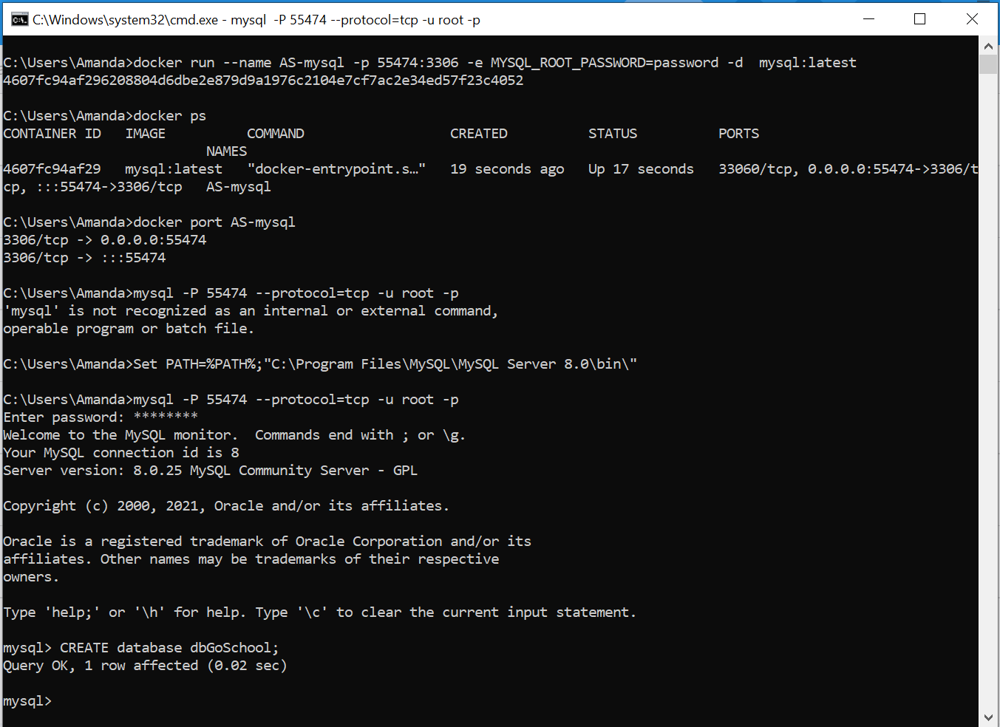 C:\Windows\system32\cmd.exe - mysql  -P 55474 --protocol=tcp -u root -p
C:\Users\Amanda>docker run --name AS-mysql -p 55474:3306 -e MYSQL_ROOT_PASSWORD=password -d  mysql:latest
4607fc94af296208804d6dbe2e879d9a1976c2104e7cf7ac2e34ed57f23c4052
C:\Users\Amanda>docker ps
CONTAINER ID   IMAGE          COMMAND                  CREATED          STATUS          PORTS
                         NAMES
4607fc94af29   mysql:latest   "docker-entrypoint.s…"   19 seconds ago   Up 17 seconds   33060/tcp, 0.0.0.0:55474->3306/t
cp, :::55474->3306/tcp   AS-mysql
C:\Users\Amanda>docker port AS-mysql
3306/tcp -> 0.0.0.0:55474
3306/tcp -> :::55474
C:\Users\Amanda>mysql -P 55474 --protocol=tcp -u root -p
'mysql' is not recognized as an internal or external command,
operable program or batch file.
C:\Users\Amanda>Set PATH=%PATH%;"C:\Program Files\MySQL\MySQL Server 8.0\bin\"
C:\Users\Amanda>mysql -P 55474 --protocol=tcp -u root -p
Enter password: ********
Welcome to the MySQL monitor.  Commands end with ; or \g.
Your MySQL connection id is 8
Server version: 8.0.25 MySQL Community Server - GPL
Copyright (c) 2000, 2021, Oracle and/or its affiliates.
Oracle is a registered trademark of Oracle Corporation and/or its
affiliates. Other names may be trademarks of their respective
owners.
Type 'help;' or '\h' for help. Type '\c' to clear the current input statement.
mysql> CREATE database dbGoSchool;
Query OK, 1 row affected (0.02 sec)
mysql>